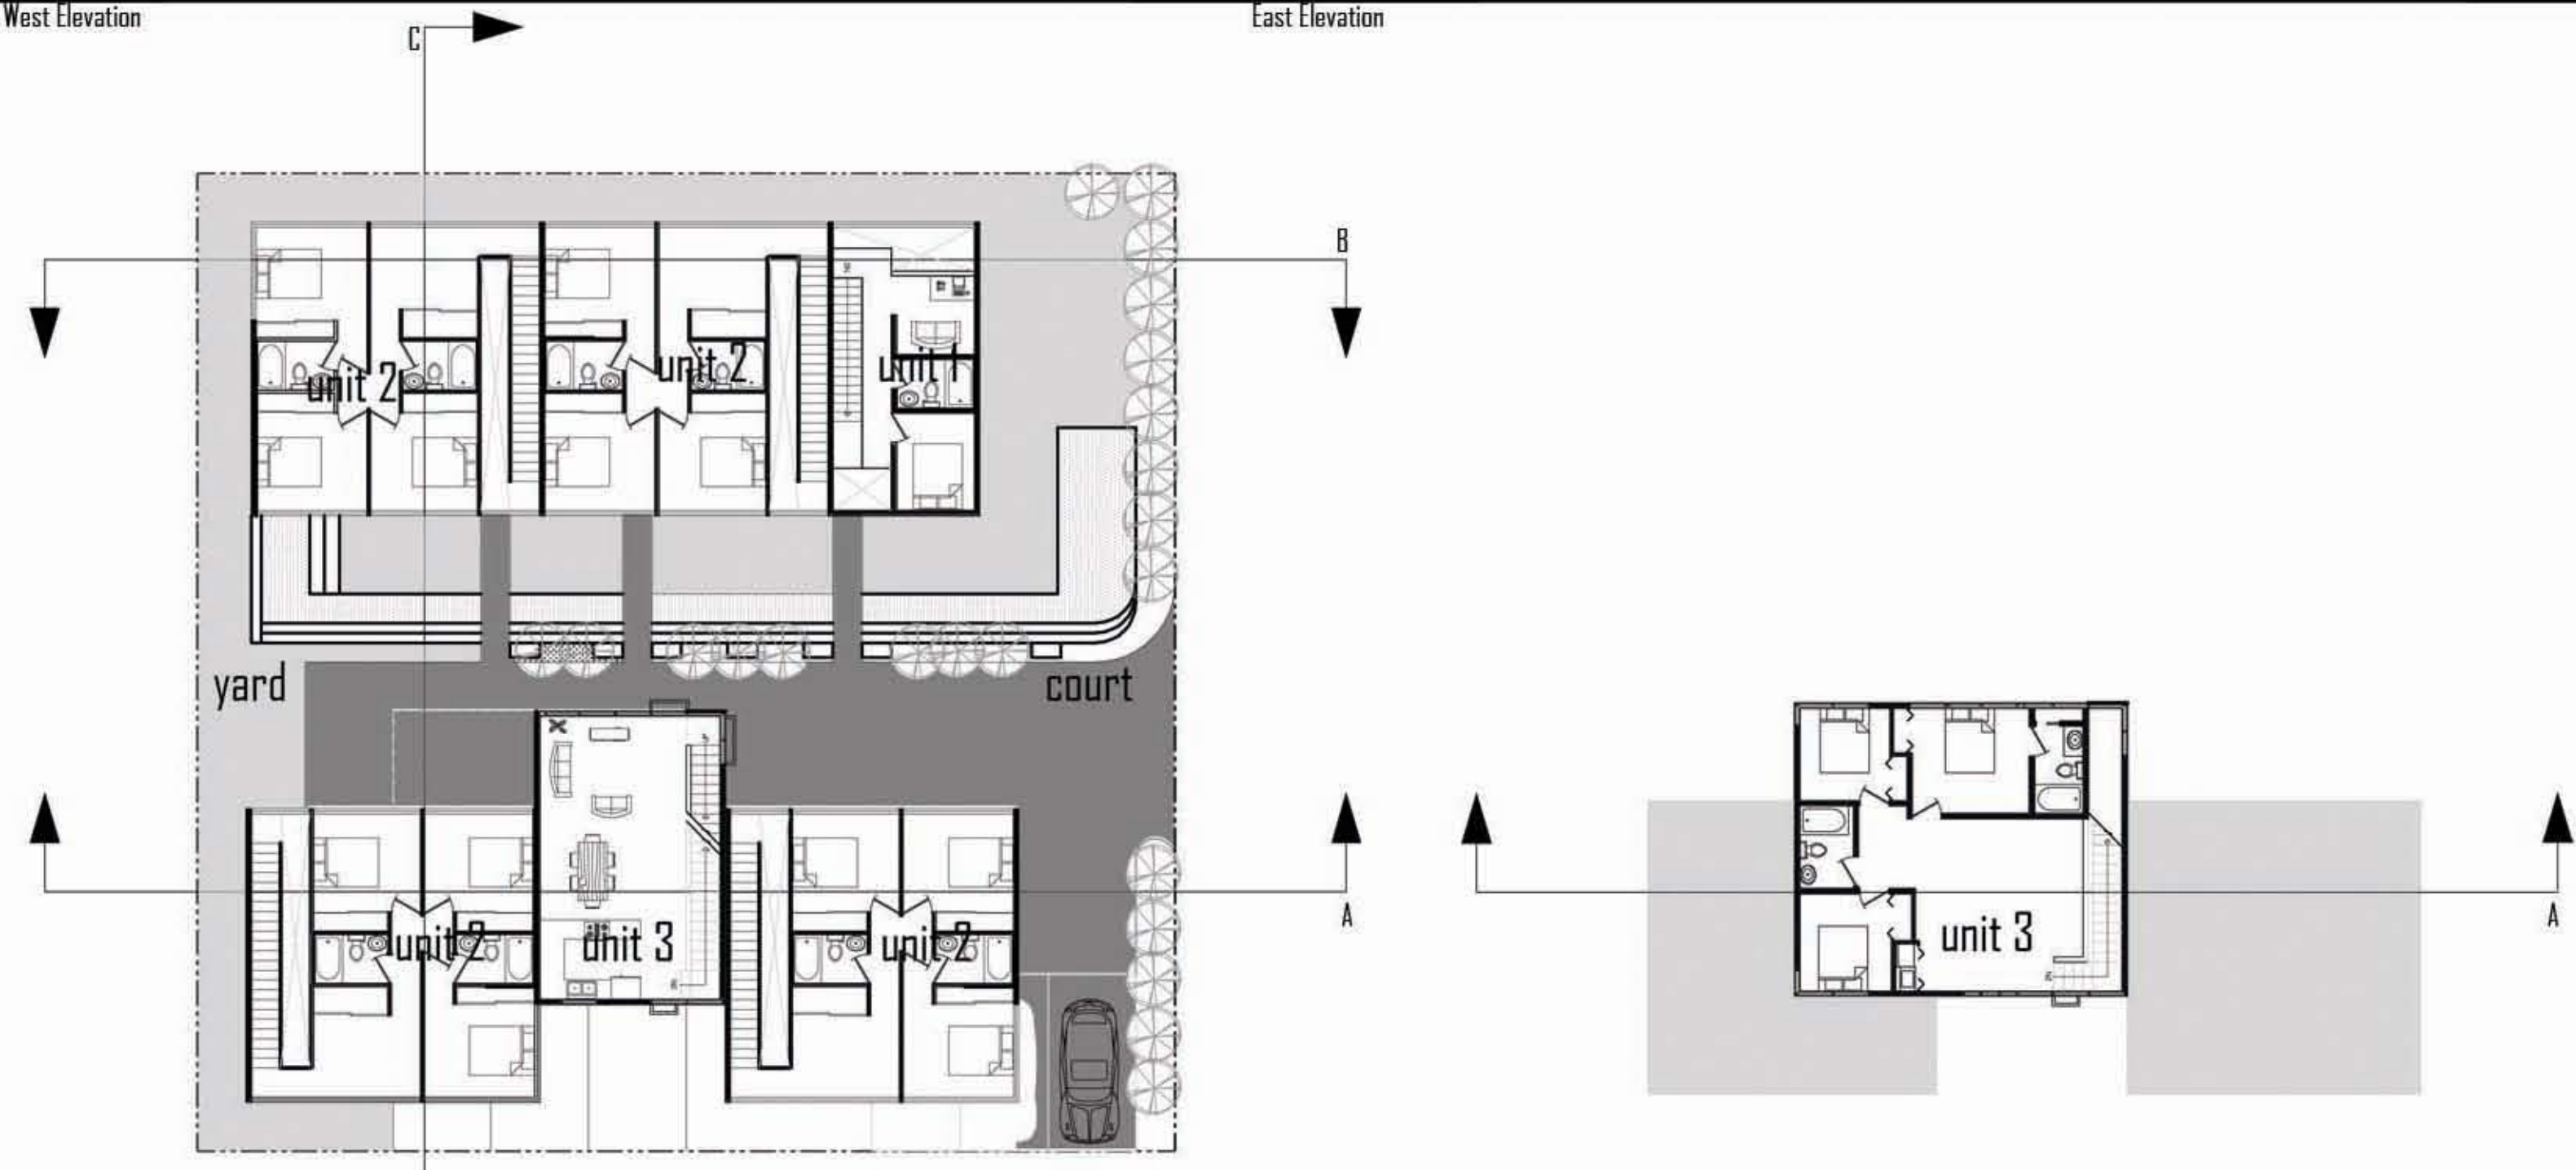 West Elevation
East Elevation
C
B
unit 2
unit 2
unit 1
yard
court
A
A
unit 2
unit 3
unit 2
unit 3